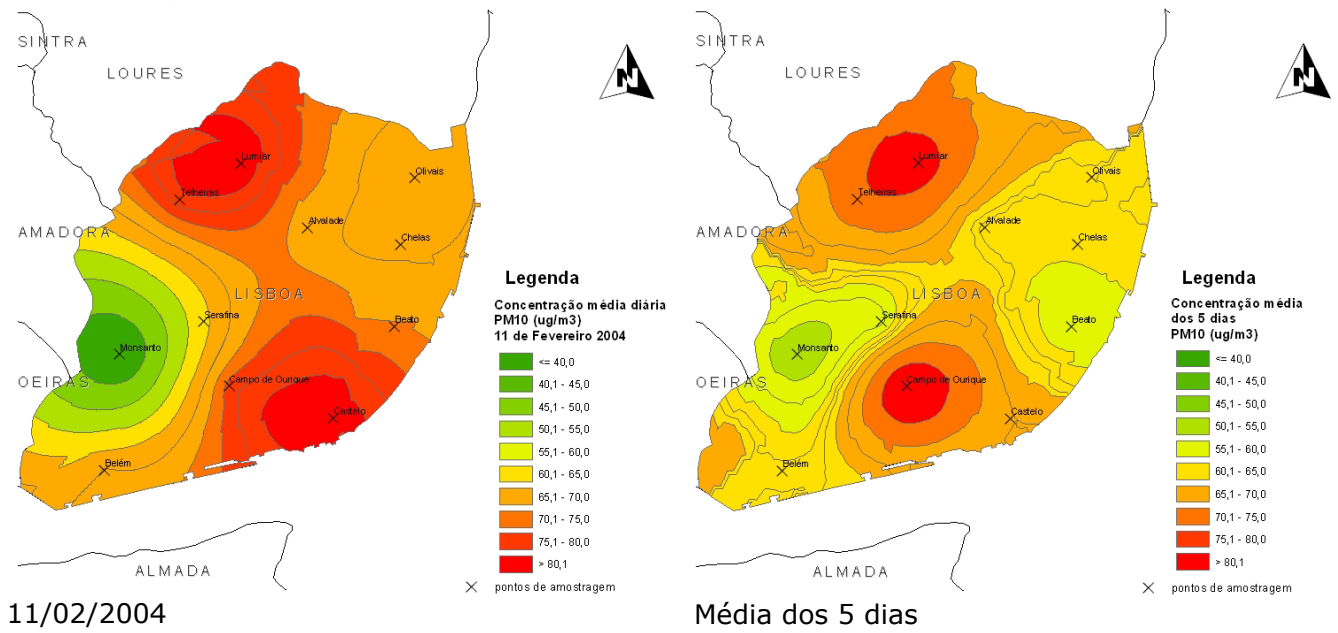 SINTRA
LOURES
N
Lumiar
Telheiras
Olivais
Alvalade
Chelas
AMADORA
LISBOA
Serafina
Beato
Monsanto
OEIRAS
Campo de Ourique
Castelo
Belém
ALMADA
Legenda
Concentração média diária
PM10 (ug/m3)
11 de Fevereiro 2004
<= 40,0
40,1 - 45,0
45,1 - 50,0
50,1 - 55,0
55,1 - 60,0
60,1 - 65,0
65,1 - 70,0
70,1 - 75,0
75,1 - 80,0
> 80,1
pontos de amostragem
11/02/2004
SINTRA
LOURES
N
Lumiar
Telheiras
Olivais
Alvalade
Chelas
AMADORA
LISBOA
Serafina
Beato
Monsanto
OEIRAS
Campo de Ourique
Castelo
Belém
ALMADA
Legenda
Concentração média
dos 5 dias
PM10 (ug/m3)
<= 40,0
40,1 - 45,0
45,1 - 50,0
50,1 - 55,0
55,1 - 60,0
60,1 - 65,0
65,1 - 70,0
70,1 - 75,0
75,1 - 80,0
> 80,1
pontos de amostragem
Média dos 5 dias